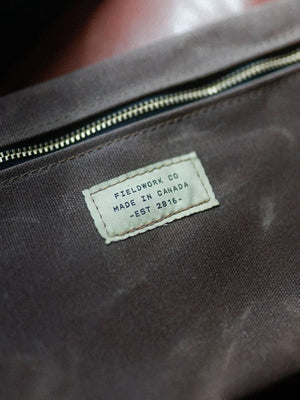 FIELDWORK CO
MADE IN CANADA
-EST 2016-